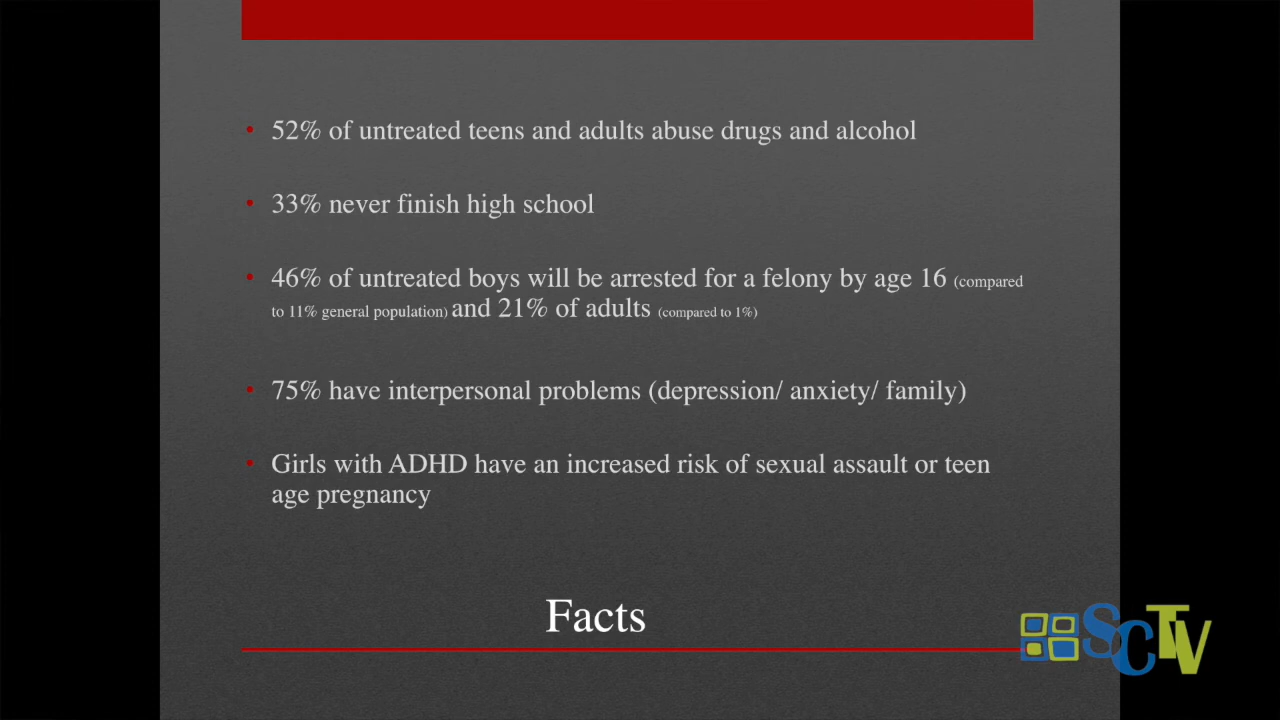 • 52% of untreated teens and adults abuse drugs and alcohol
• 33% never finish high school
• 46% of untreated boys will be arrested for a felony by age 16 (compared
to 11% general population) and 21% of adults (compared to 1%)
• 75% have interpersonal problems (depression/ anxiety/ family)
• Girls with ADHD have an increased risk of sexual assault or teen
age pregnancy
Facts
SCTV